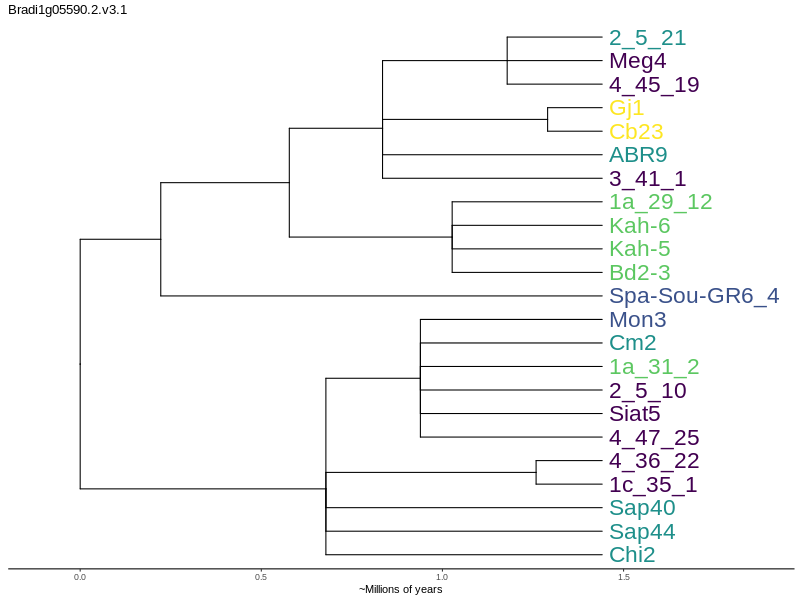 Bradi1g05590.2.v3.1
2_5_21
Meg4
4_45_19
Gj1
Cb23
ABR9
3_41_1
1a_29_12
Kah-6
Kah-5
Bd2-3
Spa-Sou-GR6_4
Mon3
Cm2
1a_31_2
2_5_10
Siat5
4_47_25
4_36_22
1c_35_1
Sap40
Sap44
Chi2
0.0 0.5 1.0 1.5
~Millions of years